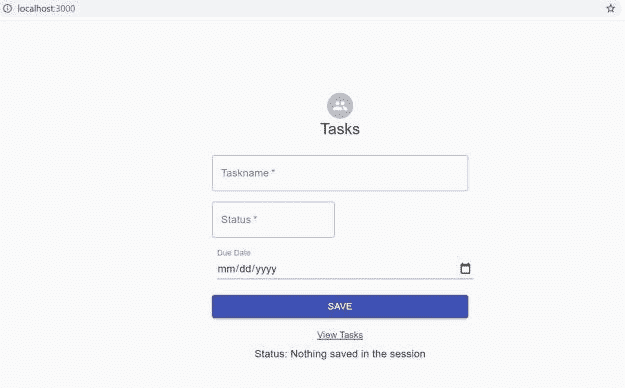 localhost:3000
Tasks
Taskname *
Status *
Due Date
mm/dd/yyyy
SAVE
View Tasks
Status: Nothing saved in the session